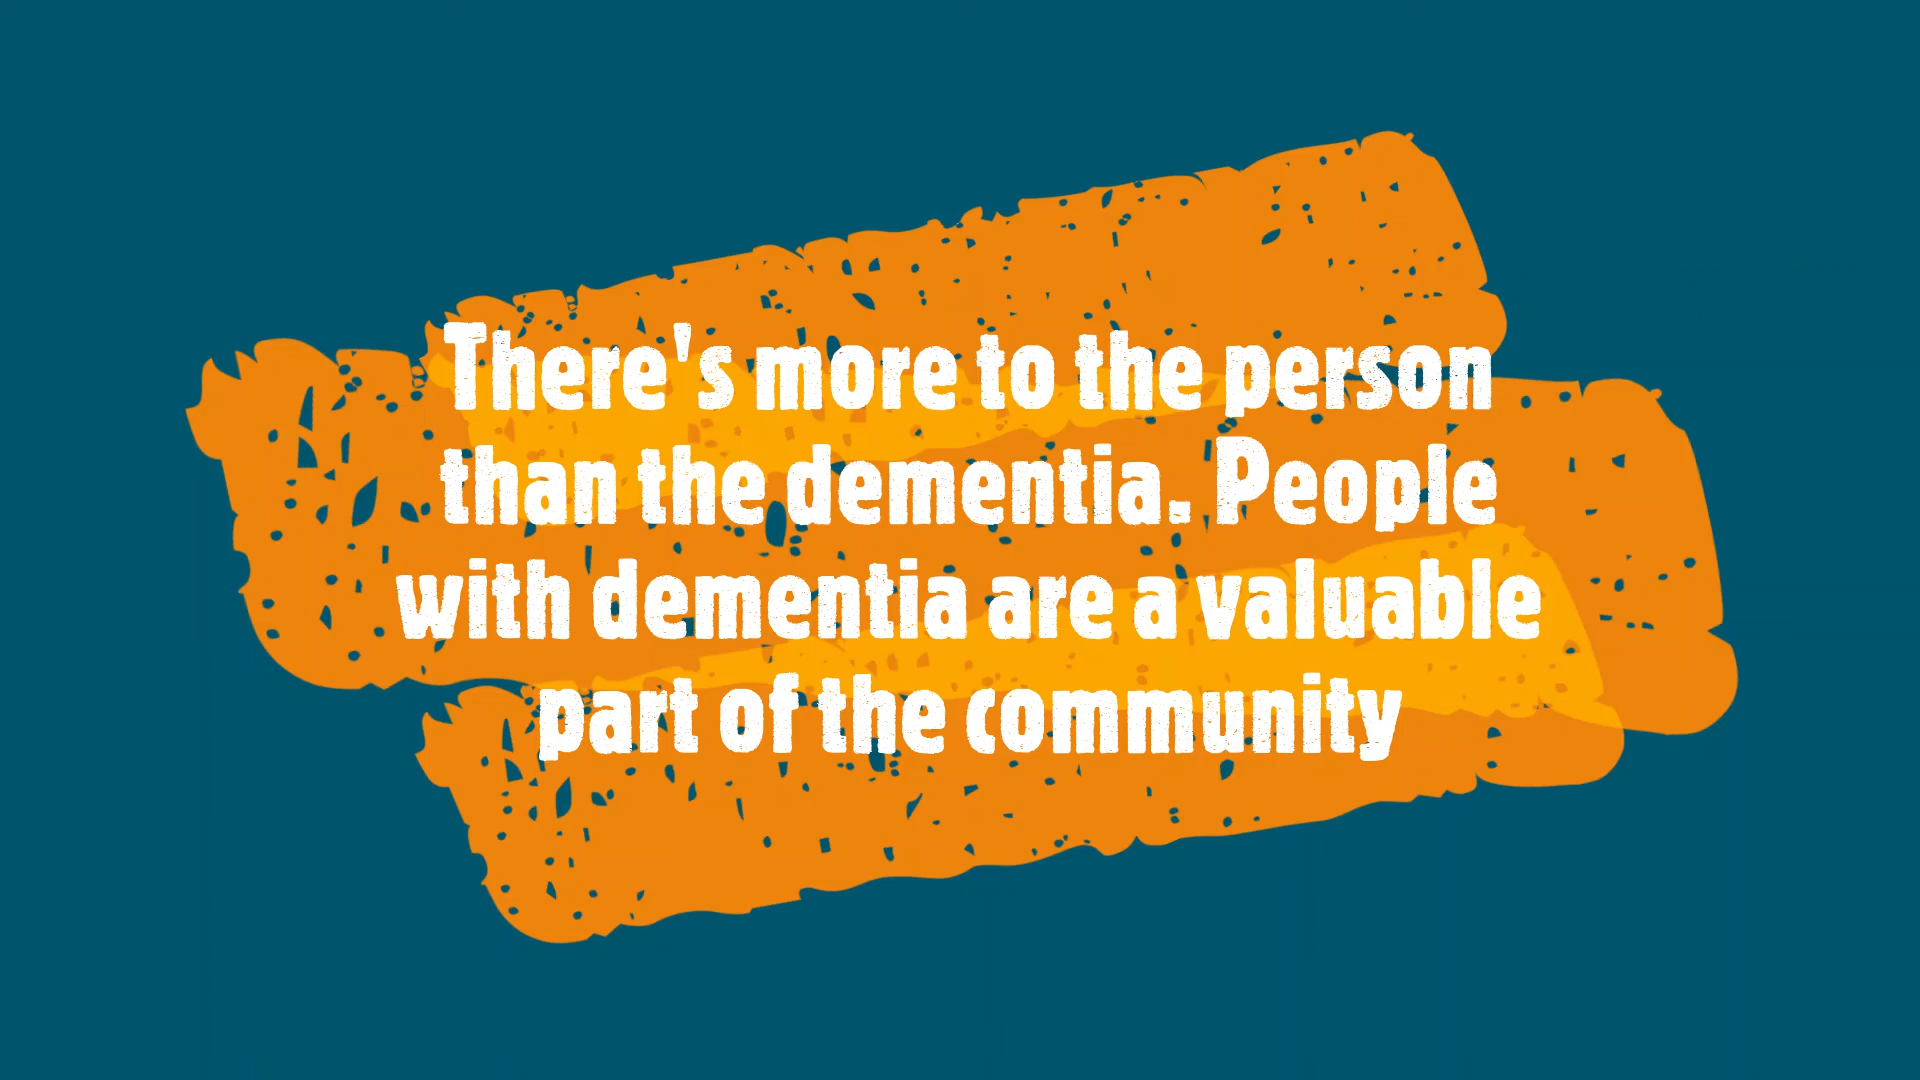 There's more to the person
than the dementia. People
with dementia are a valuable
part of the community